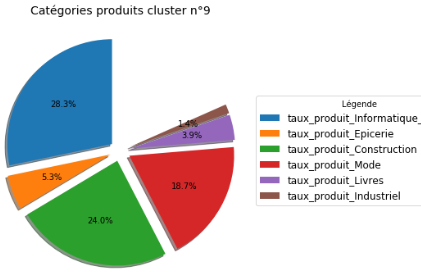 Catégories produits cluster n°9
28.3%
5.3%
24.0%
18.7%
3.9%
1.4%
Légende
taux_produit_Informatique_
taux_produit_Epicerie
taux_produit_Construction
taux_produit_Mode
taux_produit_Livres
taux_produit_Industriel